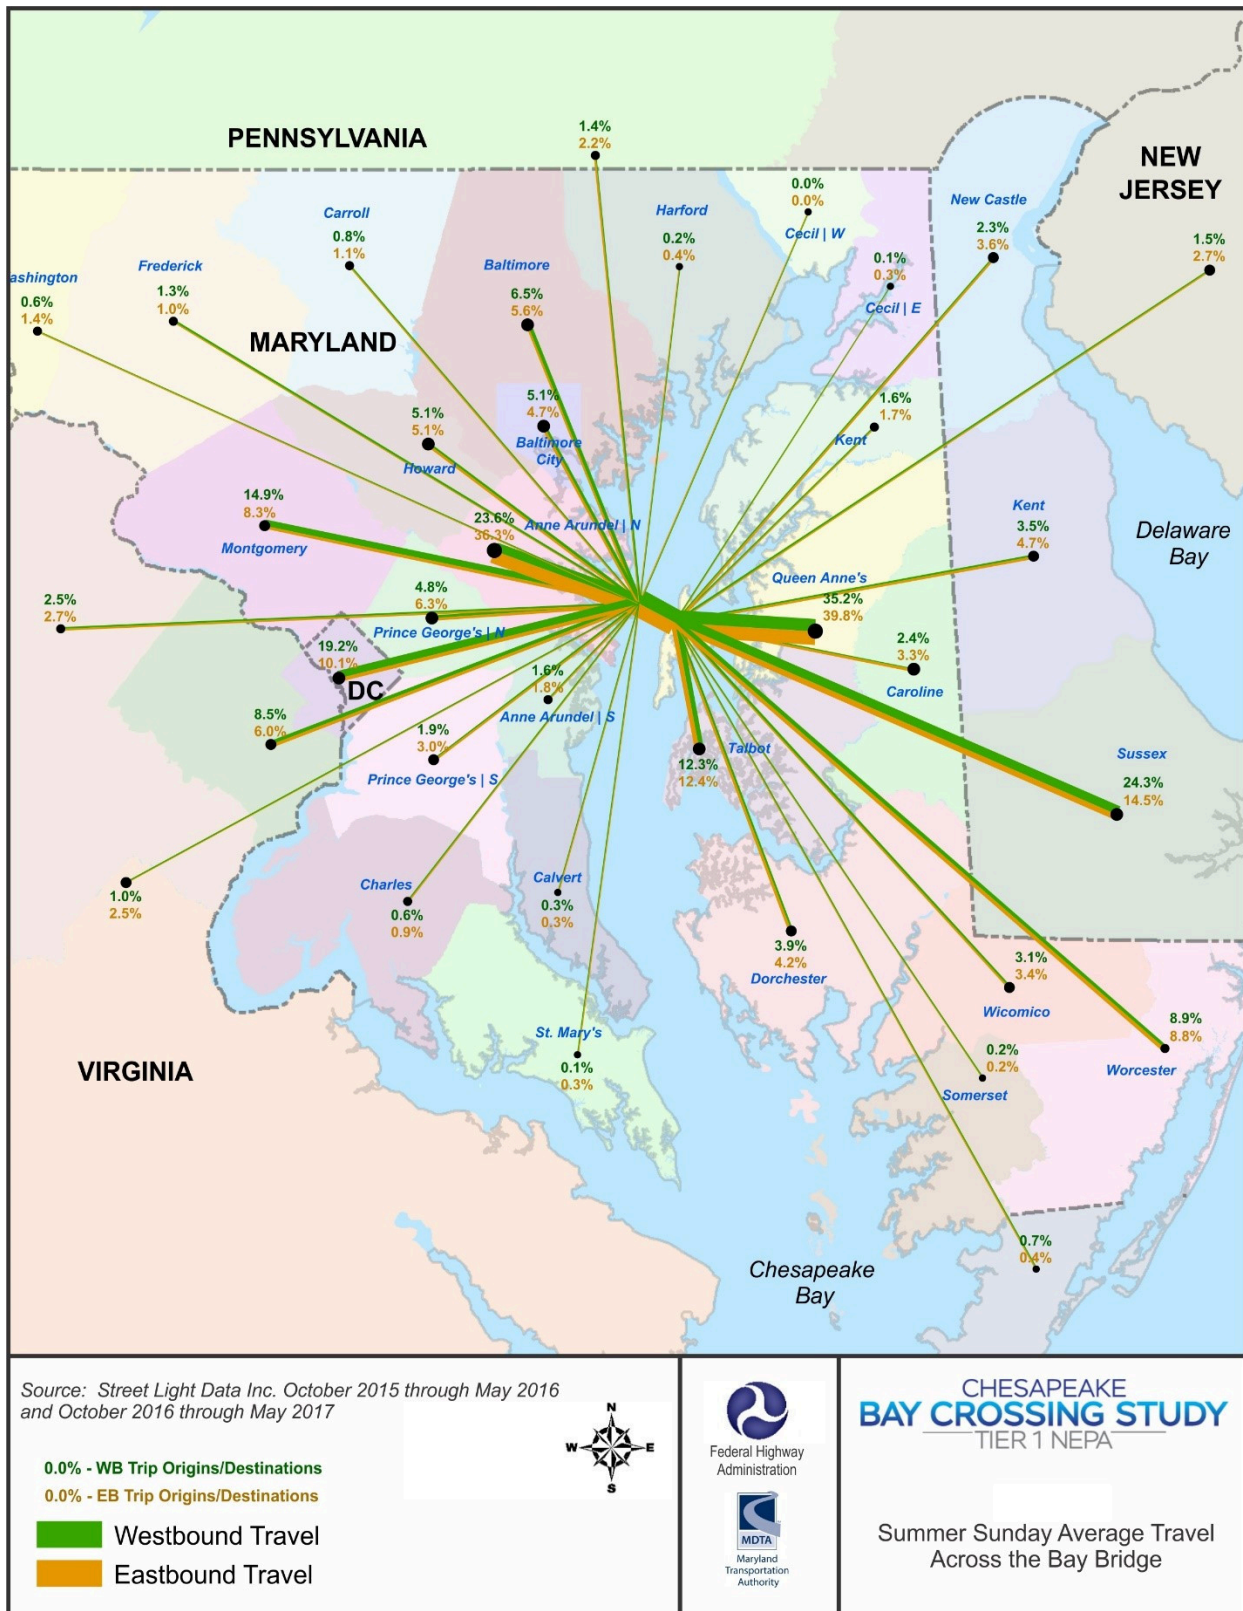 PENNSYLVANIA
1.4%
2.2%
NEW
JERSEY
0.0%
0.0%
Cecil | W
New Castle
2.3%
3.6%
1.5%
2.7%
Carroll
0.8%
1.1%
Harford
0.2%
0.4%
0.1%
0.3%
Cecil | E
ashington
0.6%
1.4%
Frederick
1.3%
1.0%
Baltimore
6.5%
5.6%
MARYLAND
5.1%
4.7%
Baltimore
City
5.1%
5.1%
Howard
1.6%
1.7%
Kent
14.9%
8.3%
Montgomery
23.6%
36.3%
Anne Arundel | N
Kent
3.5%
4.7%
Delaware
Bay
2.5%
2.7%
4.8%
6.3%
Prince George's | N
Queen Anne's
35.2%
39.8%
19.2%
10.1%
DC
2.4%
3.3%
Caroline
8.5%
6.0%
1.6%
1.8%
Anne Arundel | S
1.9%
3.0%
Prince George's | S
Talbot
12.3%
12.4%
Sussex
24.3%
14.5%
1.0%
2.5%
Charles
0.6%
0.9%
Calvert
0.3%
0.3%
3.9%
4.2%
Dorchester
3.1%
3.4%
Wicomico
8.9%
8.8%
Worcester
St. Mary's
0.1%
0.3%
0.2%
0.2%
Somerset
VIRGINIA
0.7%
0.4%
Chesapeake
Bay
Source: Street Light Data Inc. October 2015 through May 2016
and October 2016 through May 2017
N
W E
S
0.0% - WB Trip Origins/Destinations
0.0% - EB Trip Origins/Destinations
Westbound Travel
Eastbound Travel
Federal Highway
Administration
MDTA
Maryland
Transportation
Authority
CHESAPEAKE
BAY CROSSING STUDY
TIER 1 NEPA
Summer Sunday Average Travel
Across the Bay Bridge